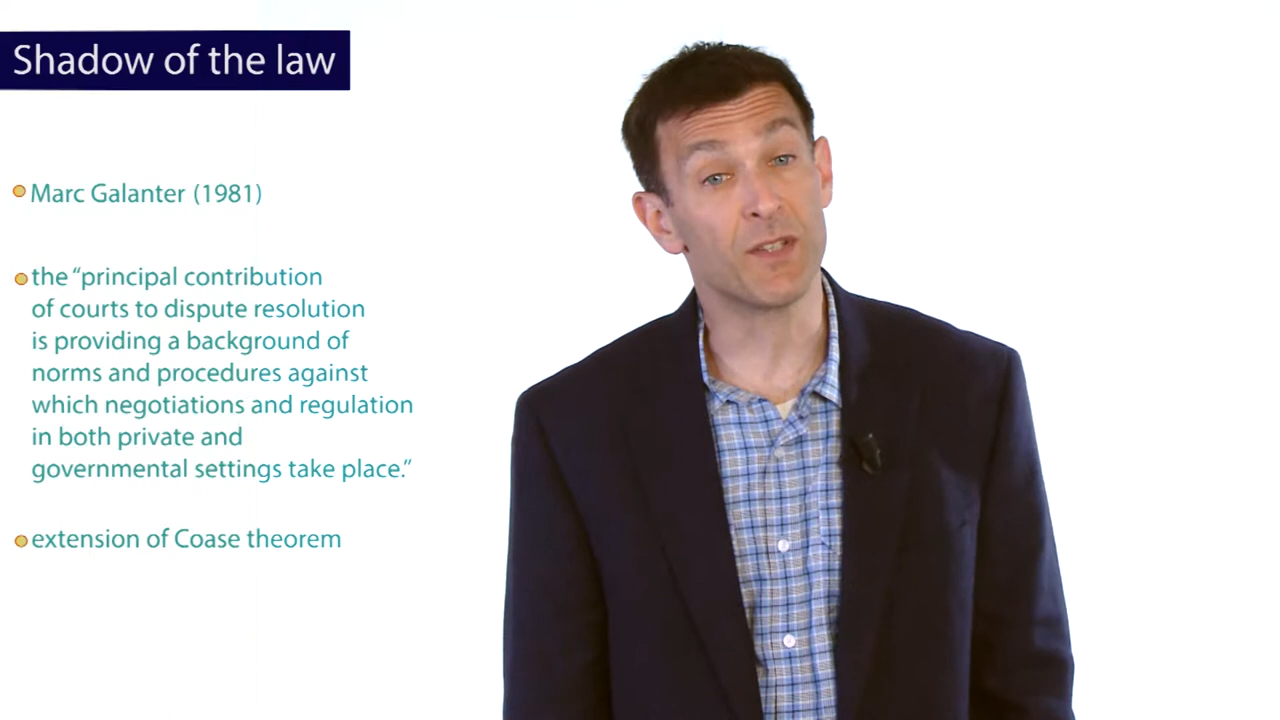 Shadow of the law
Marc Galanter (1981)
the “principal contribution
of courts to dispute resolution
is providing a background of
norms and procedures against
which negotiations and regulation
in both private and
governmental settings take place.”
extension of Coase theorem